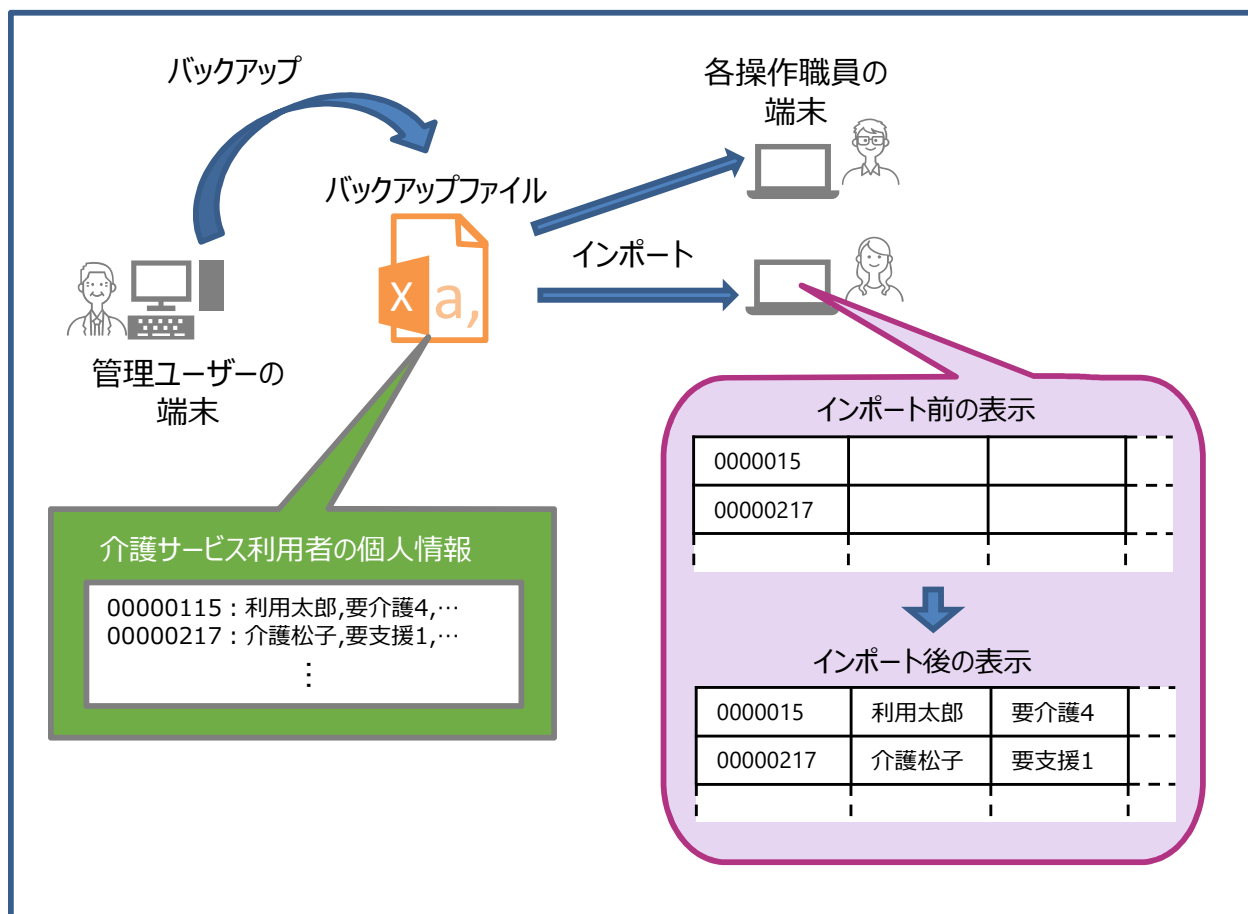 バックアップ
各操作職員の
端末
バックアップファイル
インポート
X a,
管理ユーザーの
端末
介護サービス利用者の個人情報
00000115：利用太郎,要介護4,…
00000217：介護松子,要支援1,…
⋮
インポート前の表示
0000015
00000217
インポート後の表示
0000015 利用太郎 要介護4
00000217 介護松子 要支援1